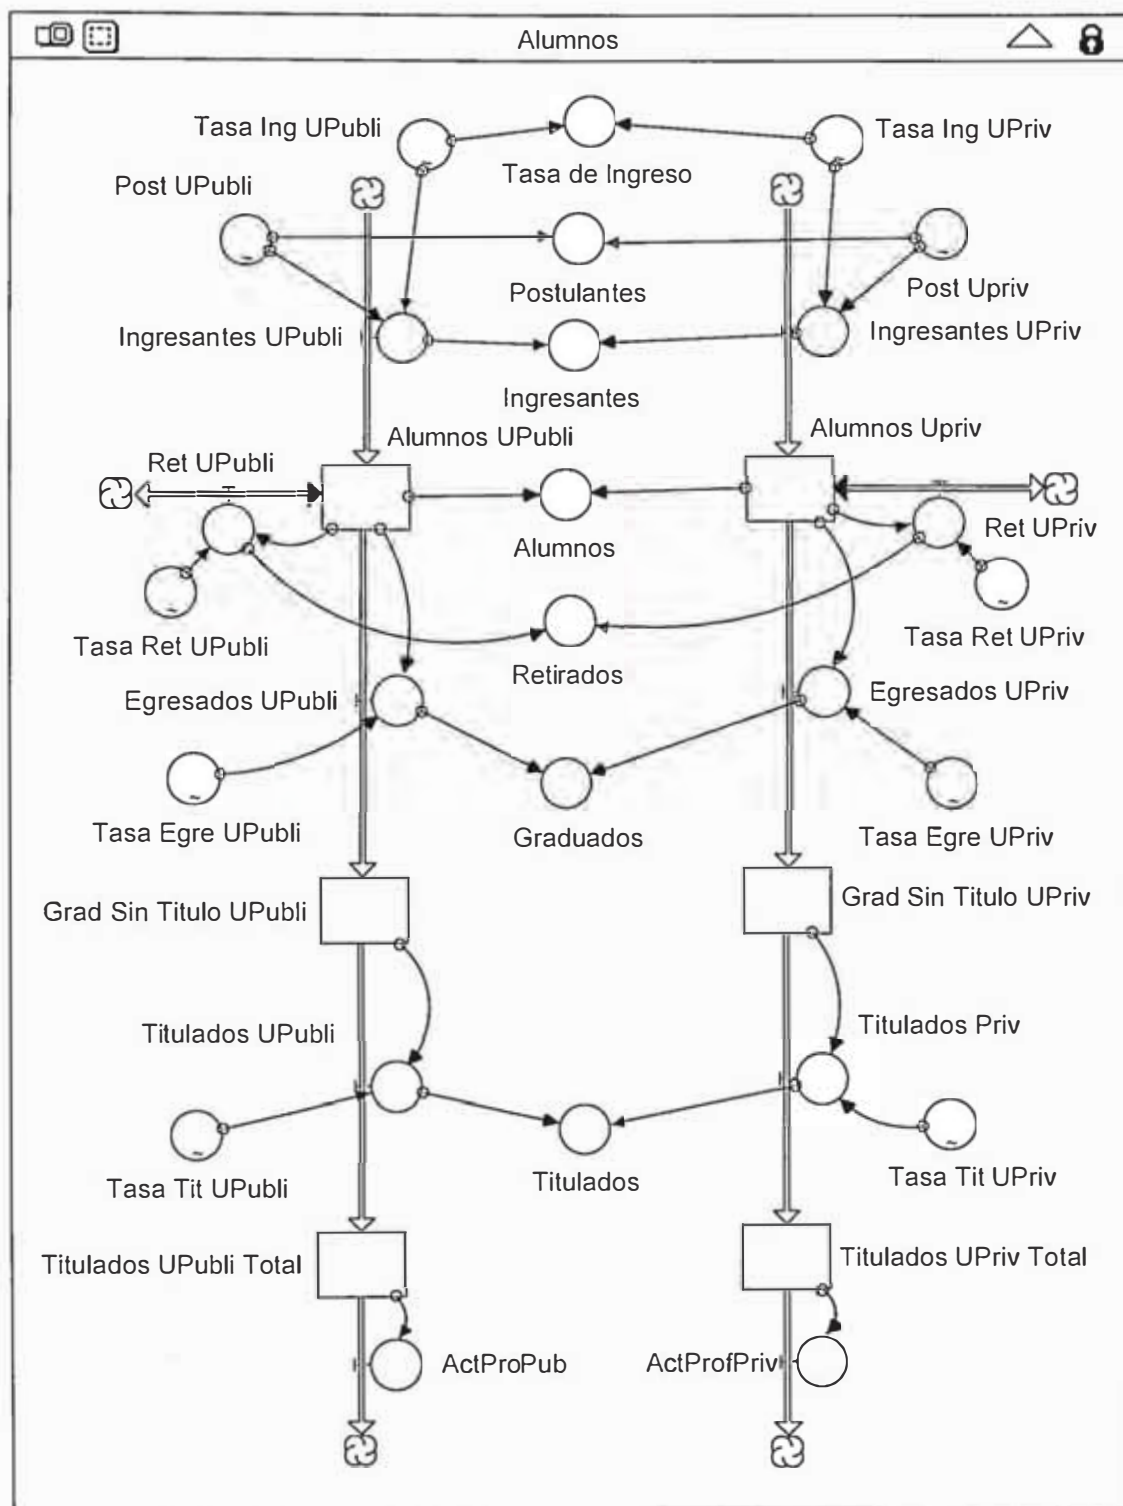 Alumnos
Tasa Ing UPubli
Tasa Ing UPriv
Tasa de Ingreso
Post UPubli
Postulantes
Post Upriv
Ingresantes UPubli
Ingresantes UPriv
Ingresantes
Alumnos UPubli
Alumnos Upriv
Ret UPubli
Ret UPriv
Alumnos
Tasa Ret UPubli
Tasa Ret UPriv
Retirados
Egresados UPubli
Egresados UPriv
Tasa Egre UPubli
Graduados
Tasa Egre UPriv
Grad Sin Titulo UPubli
Grad Sin Titulo UPriv
Titulados UPubli
Titulados Priv
Tasa Tit UPubli
Titulados
Tasa Tit UPriv
Titulados UPubli Total
Titulados UPriv Total
ActProPub
ActProfPriv